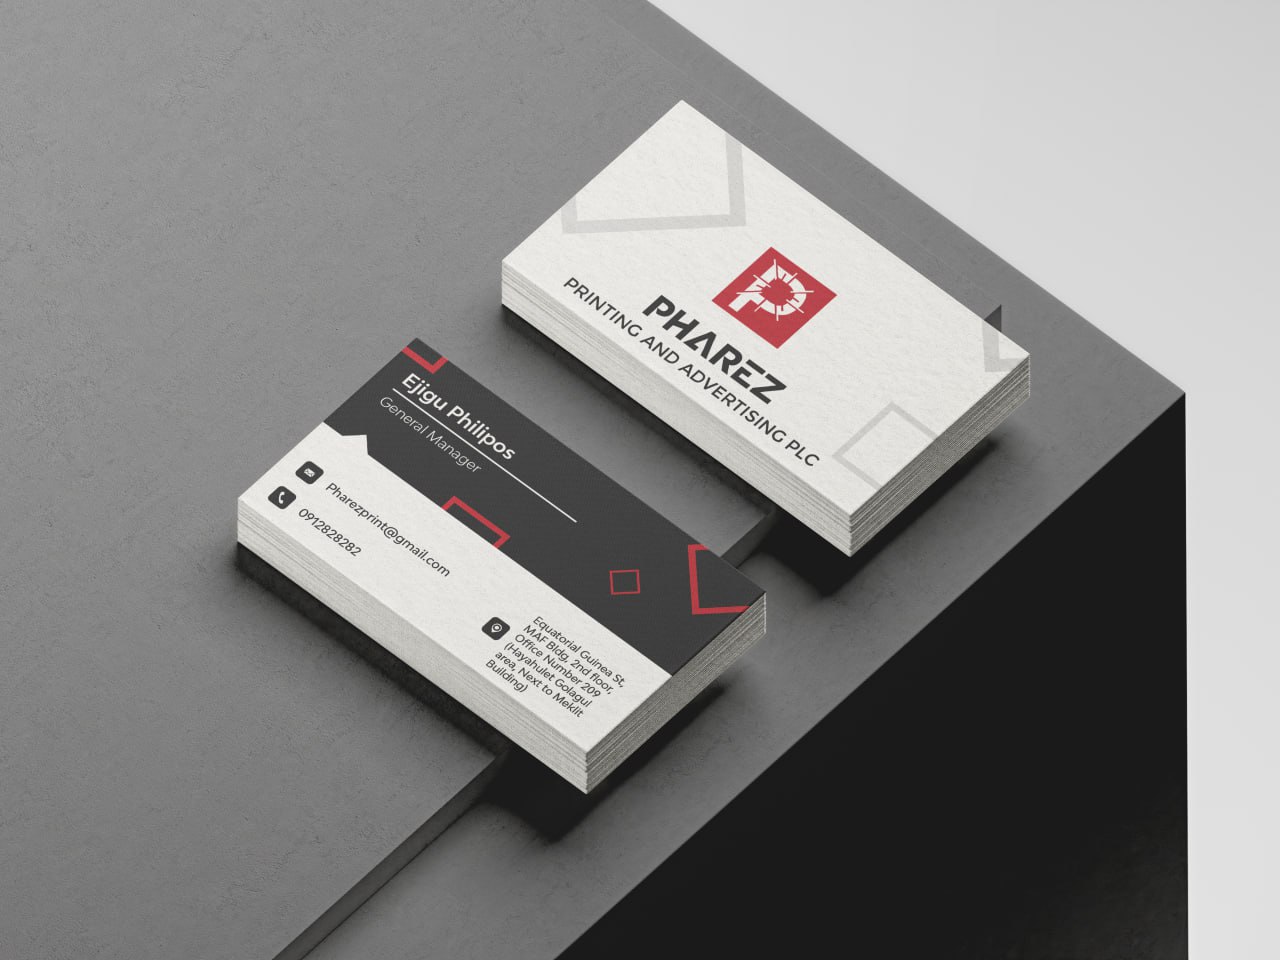 PHAREZ
PRINTING AND ADVERTISING PLC
Ejigu Philipos
General Manager
Pharezprint@gmail.com
0912828282
Equatorial Guinea St,
MAF Bldg, 2nd floor,
Office Number 209
(Hayahulet Golagul
area, Next to Meklit
Building)